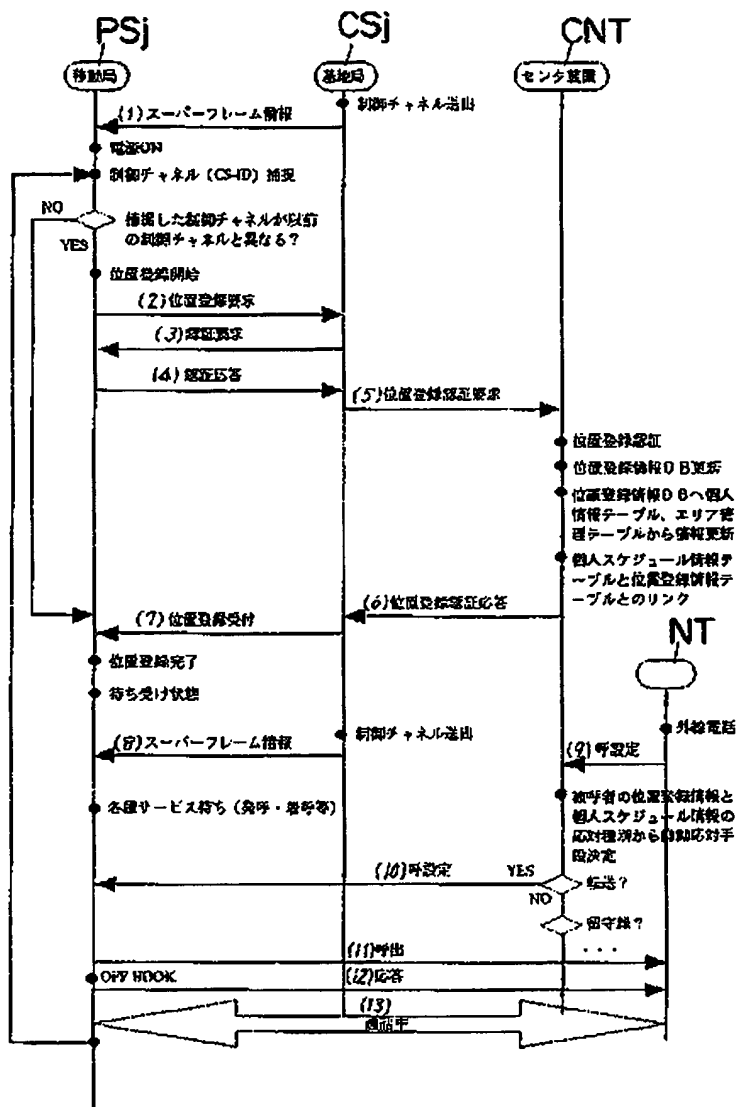 PSj
CSj
CNT
移動局
基地局
センタ装置
制御チャネル送出
(1)スーパーフレーム情報
電源ON
制御チャネル(CS-ID)捕捉
NO
捕捉した制御チャネルが以前
の制御チャネルと異なる?
YES
位置登録開始
(2)位置登録要求
(3)認証要求
(4)認証応答
(5)位置登録認証要求
位置登録認証
位置登録情報DB更新
位置登録情報DBへ個人
情報テーブル、エリア管
理テーブルから情報更新
個人スケジュール情報テ
ーブルと位置登録情報テ
ーブルとのリンク
(6)位置登録認証応答
(7)位置登録受付
NT
位置登録完了
待ち受け状態
制御チャネル送出
外線電話
(8)スーパーフレーム情報
(9)呼設定
各種サービス待ち(発呼・着呼等)
被呼者の位置登録情報と
個人スケジュール情報の
応対種別から自動応対手
段決定
(10)呼設定
YES
転送?
NO
留守録?
・・・
(11)呼出
OFF HOOK
(12)応答
(13)
通話中